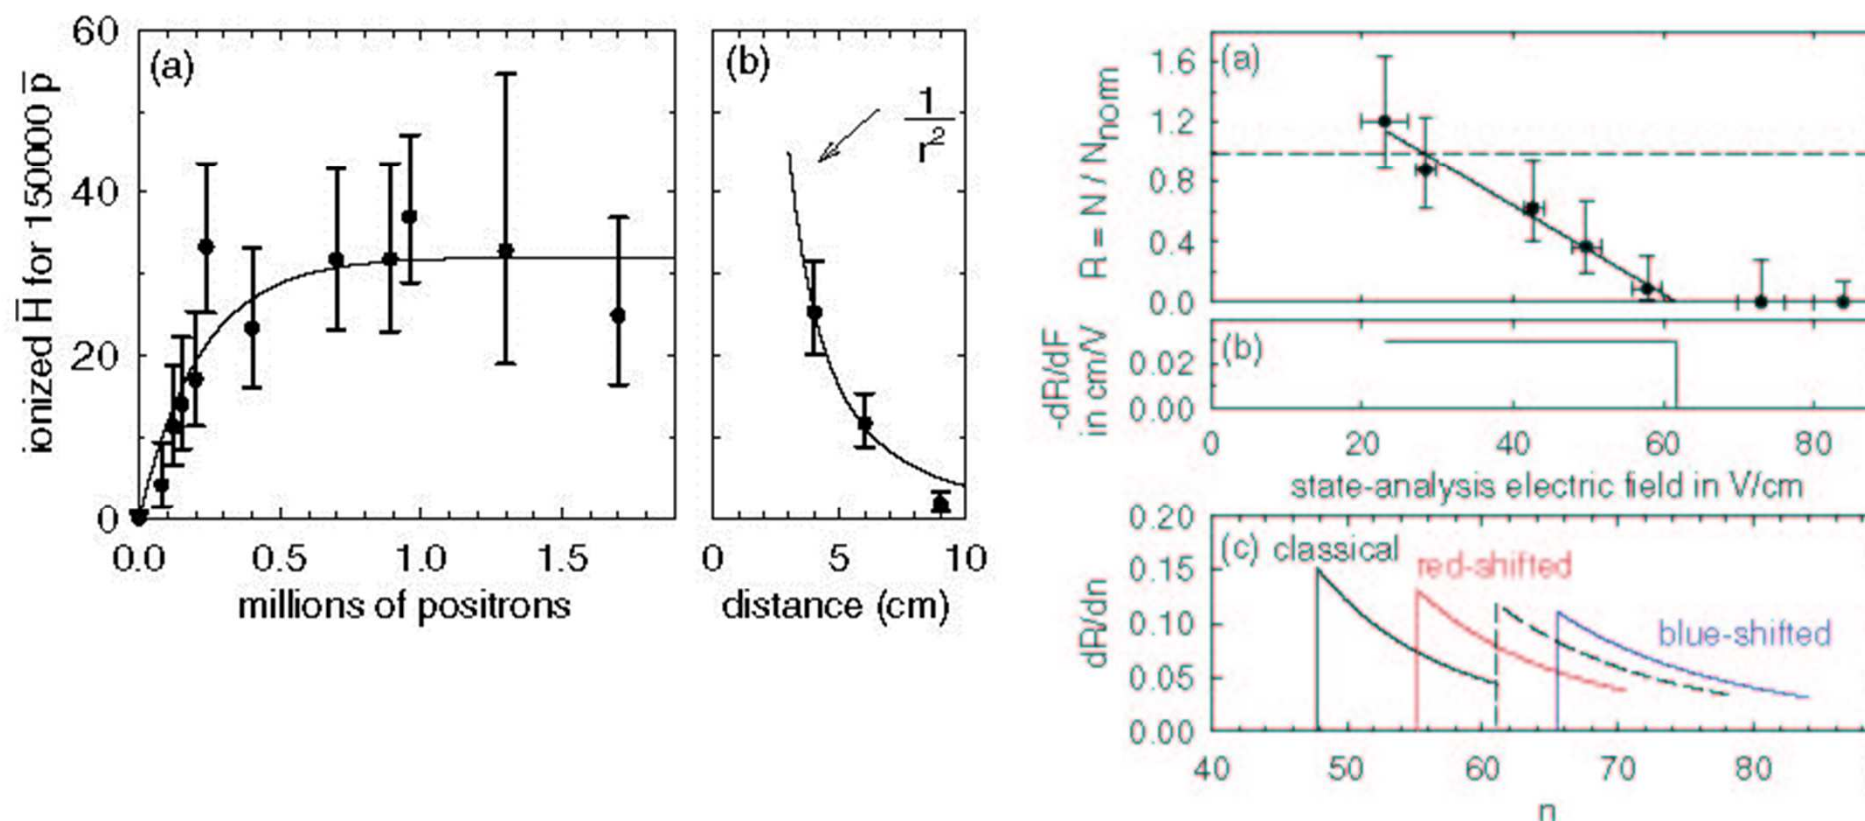 60
40
20
0
ionized H̅ for 150000 p̅
(a)
0.0 0.5 1.0 1.5
millions of positrons
(b)
1
r²
0 5 10
distance (cm)
1.6
1.2
0.8
0.4
0.0
R = N / Nnorm
(a)
-dR/dF
in cm/V
0.02
0.00
(b)
0 20 40 60 80
state-analysis electric field in V/cm
0.20
0.15
0.10
0.05
0.00
dR/dn
(c) classical
red-shifted
blue-shifted
40 50 60 70 80
n